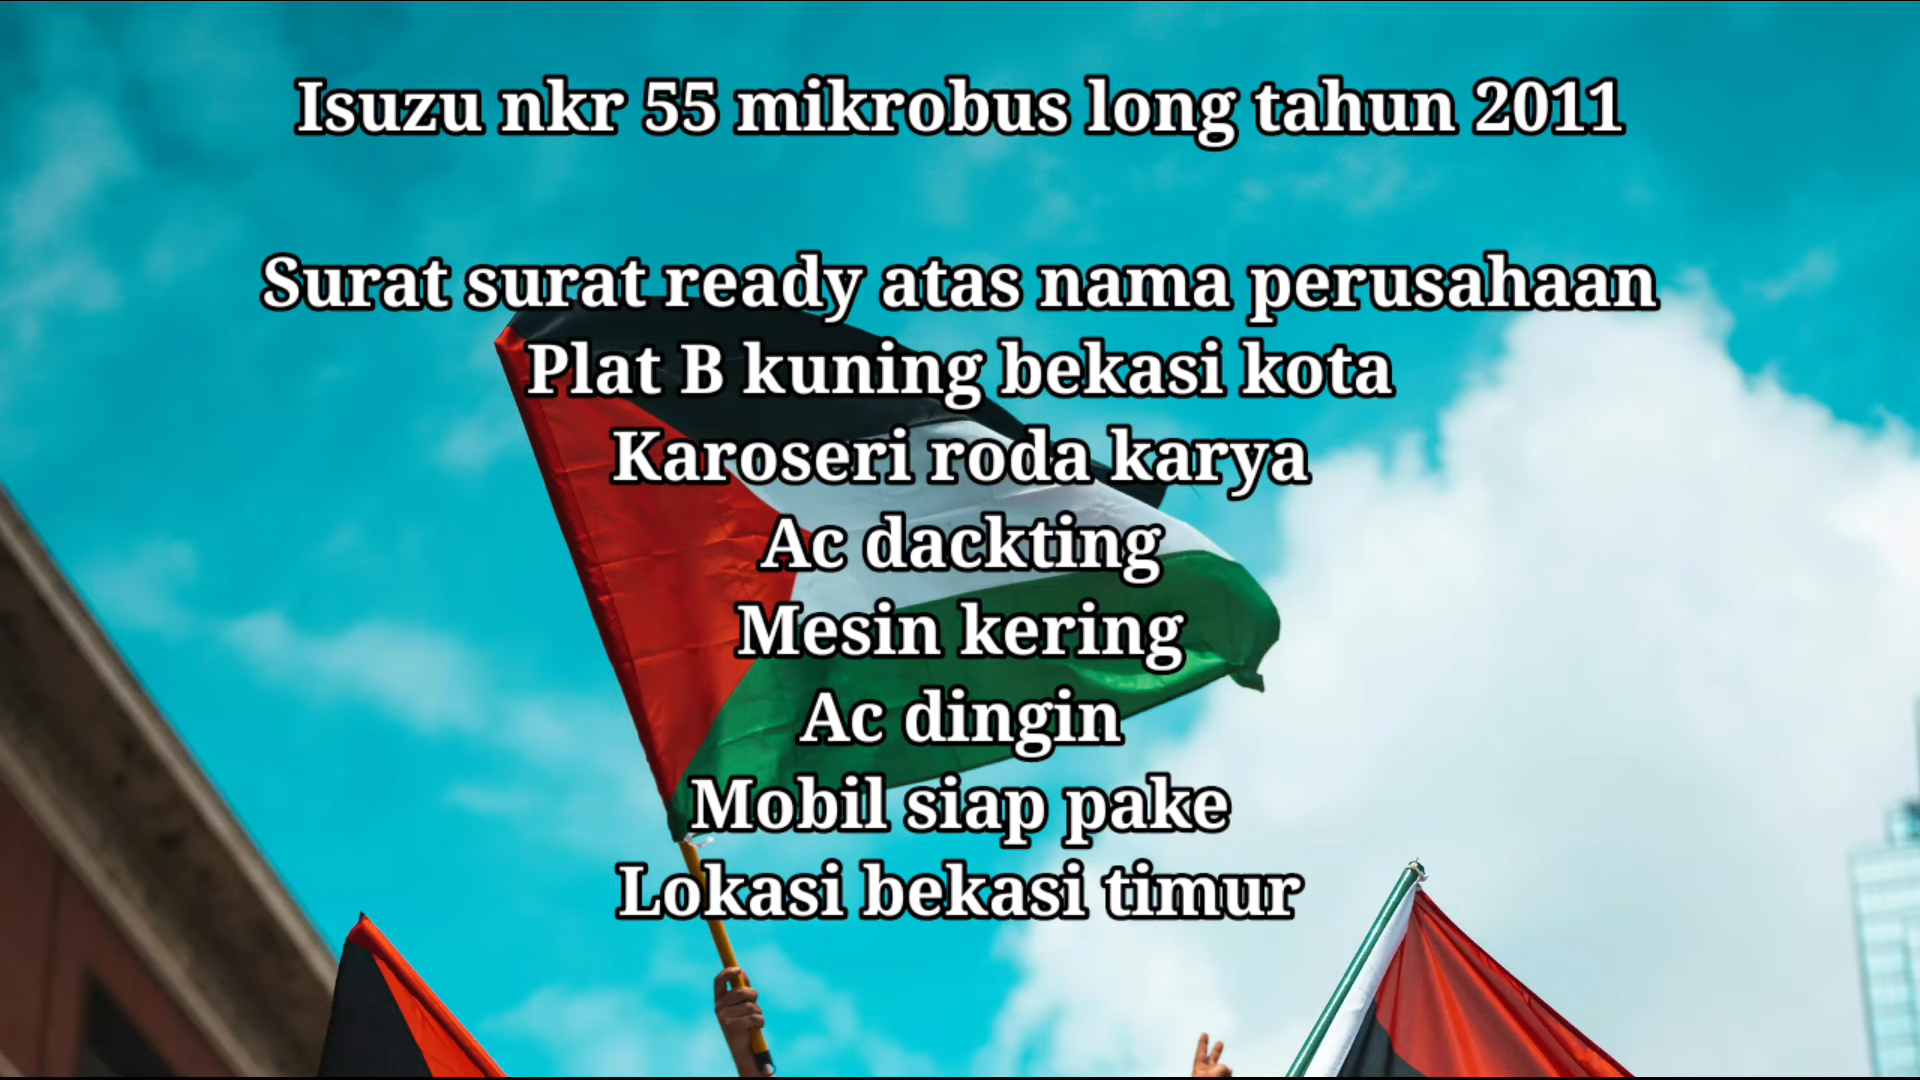 Isuzu nkr 55 mikrobus long tahun 2011
Surat surat ready atas nama perusahaan
Plat B kuning bekasi kota
Karoseri roda karya
Ac dackting
Mesin kering
Ac dingin
Mobil siap pake
Lokasi bekasi timur